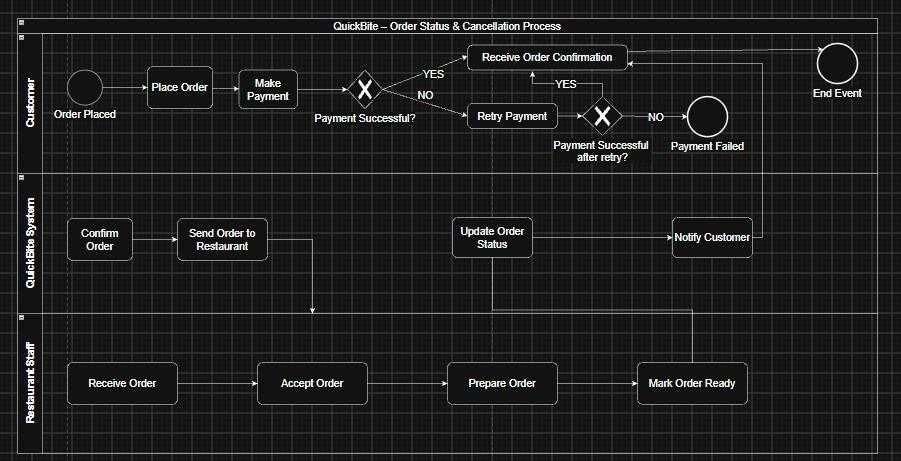 QuickBite – Order Status & Cancellation Process
Customer
Order Placed
Place Order
Make
Payment
Payment Successful?
YES
NO
Receive Order Confirmation
Retry Payment
YES
Payment Successful
after retry?
NO
Payment Failed
End Event
QuickBite System
Confirm
Order
Send Order to
Restaurant
Update Order
Status
Notify Customer
Restaurant Staff
Receive Order
Accept Order
Prepare Order
Mark Order Ready